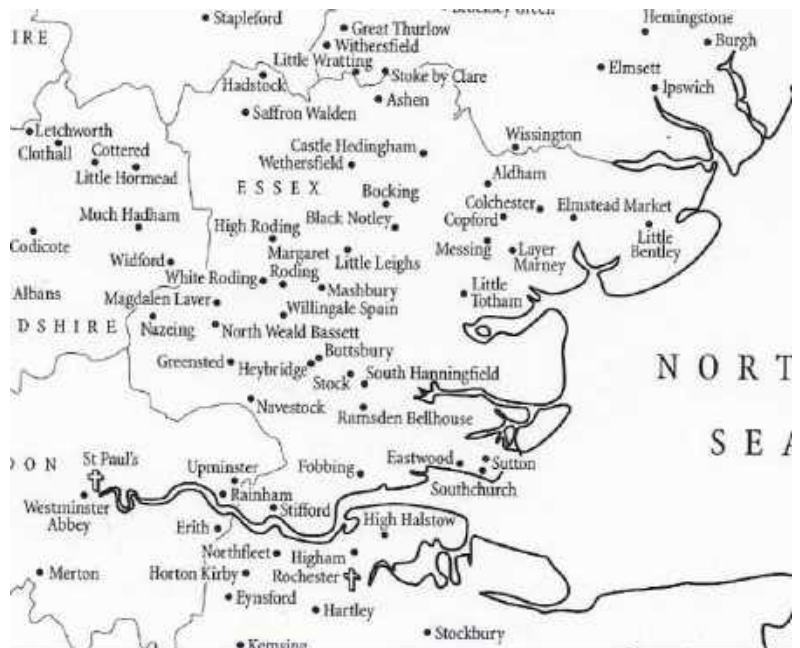 Stapleford
Great Thurlow
Hemingstone
Burgh
IRE
Withersfield
Little Wratting
Hadstock
Stoke by Clare
Elmsett
Ipswich
Ashen
Saffron Walden
Letchworth
Clothall
Cottered
Little Hormead
Castle Hedingham
Wethersfield
Wissington
Aldham
ESSEX
Bocking
Much Hadham
High Roding
Black Notley
Colchester
Copford
Elmstead Market
Codicote
Widford
Margaret
Roding
Little Leighs
Messing
Layer
Marney
Little
Bentley
White Roding
Mashbury
Little
Totham
Albans
Magdalen Laver
Willingale Spain
DSHIRE
Nazeing
North Weald Bassett
Greensted
Heybridge
Buttsbury
Stock
South Hanningfield
NORT
Navestock
Ramsden Bellhouse
SEA
DON
St Paul's
Upminster
Fobbing
Eastwood
Sutton
Westminster
Abbey
Rainham
Stifford
Southchurch
Erith
High Halstow
Northfleet
Higham
Merton
Horton Kirby
Rochester
Eynsford
Hartley
Stockbury
Kemsing